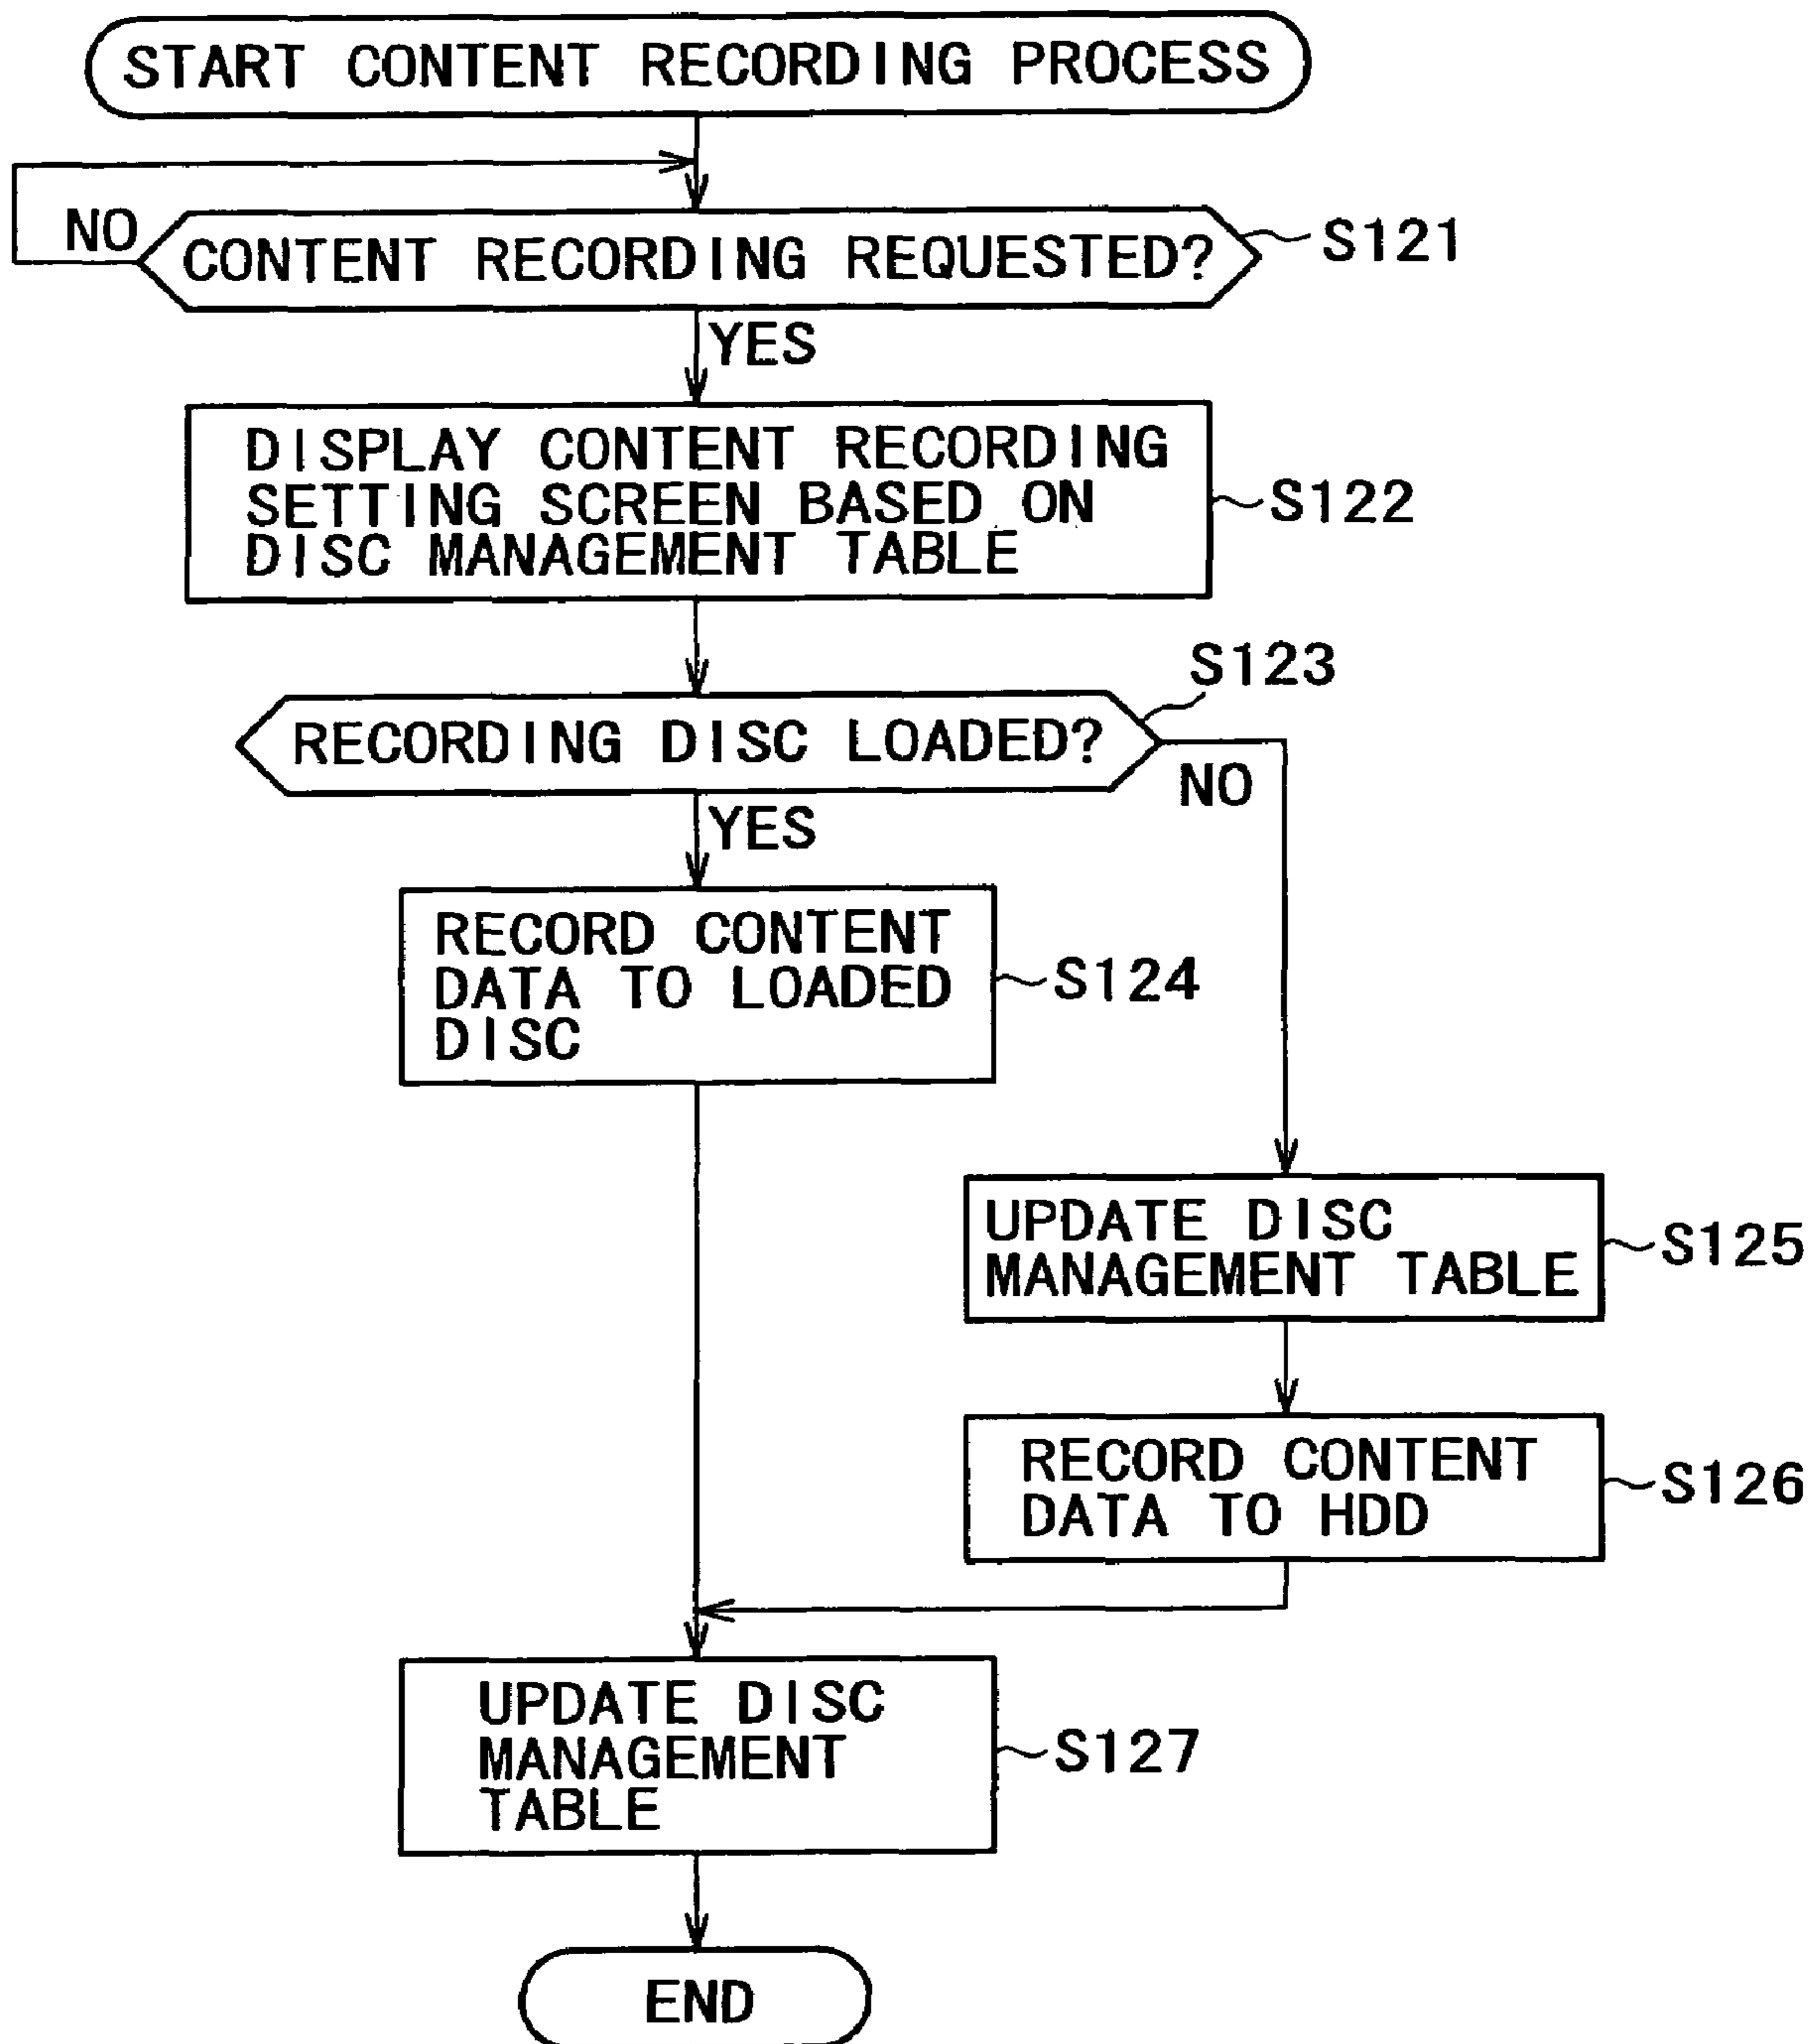 START CONTENT RECORDING PROCESS
NO
CONTENT RECORDING REQUESTED?
S121
YES
DISPLAY CONTENT RECORDING
SETTING SCREEN BASED ON
DISC MANAGEMENT TABLE
S122
S123
RECORDING DISC LOADED?
NO
YES
RECORD CONTENT
DATA TO LOADED
DISC
S124
UPDATE DISC
MANAGEMENT TABLE
S125
RECORD CONTENT
DATA TO HDD
S126
UPDATE DISC
MANAGEMENT
TABLE
S127
END